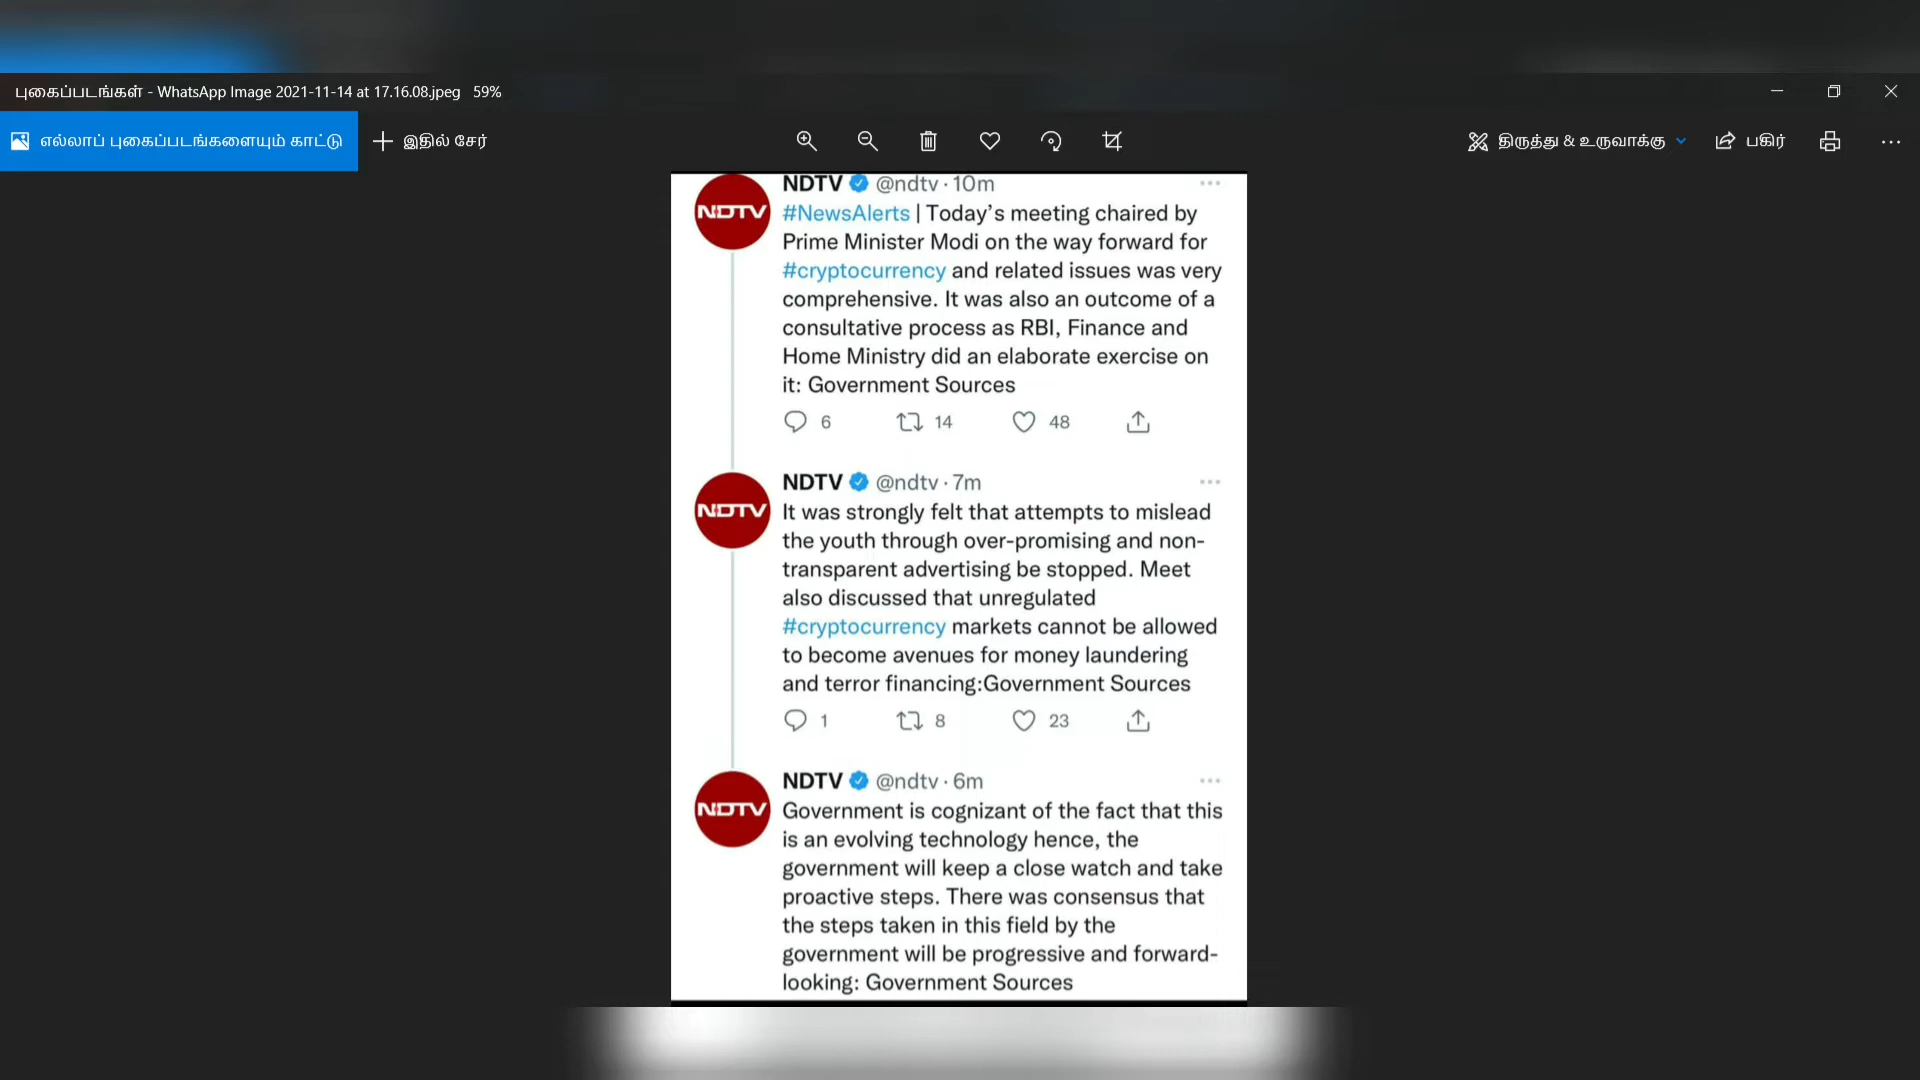 புகைப்படங்கள் - WhatsApp Image 2021-11-14 at 17.16.08.jpeg 59%
எல்லாப் புகைப்படங்களையும் காட்டு
இதில் சேர்
திருத்து & உருவாக்கு
பகிர்
NDTV @ndtv · 10m
NDTV
#NewsAlerts | Today's meeting chaired by
Prime Minister Modi on the way forward for
#cryptocurrency and related issues was very
comprehensive. It was also an outcome of a
consultative process as RBI, Finance and
Home Ministry did an elaborate exercise on
it: Government Sources
6 14 48
NDTV @ndtv · 7m
NDTV
It was strongly felt that attempts to mislead
the youth through over-promising and non-
transparent advertising be stopped. Meet
also discussed that unregulated
#cryptocurrency markets cannot be allowed
to become avenues for money laundering
and terror financing:Government Sources
1 8 23
NDTV @ndtv · 6m
NDTV
Government is cognizant of the fact that this
is an evolving technology hence, the
government will keep a close watch and take
proactive steps. There was consensus that
the steps taken in this field by the
government will be progressive and forward-
looking: Government Sources